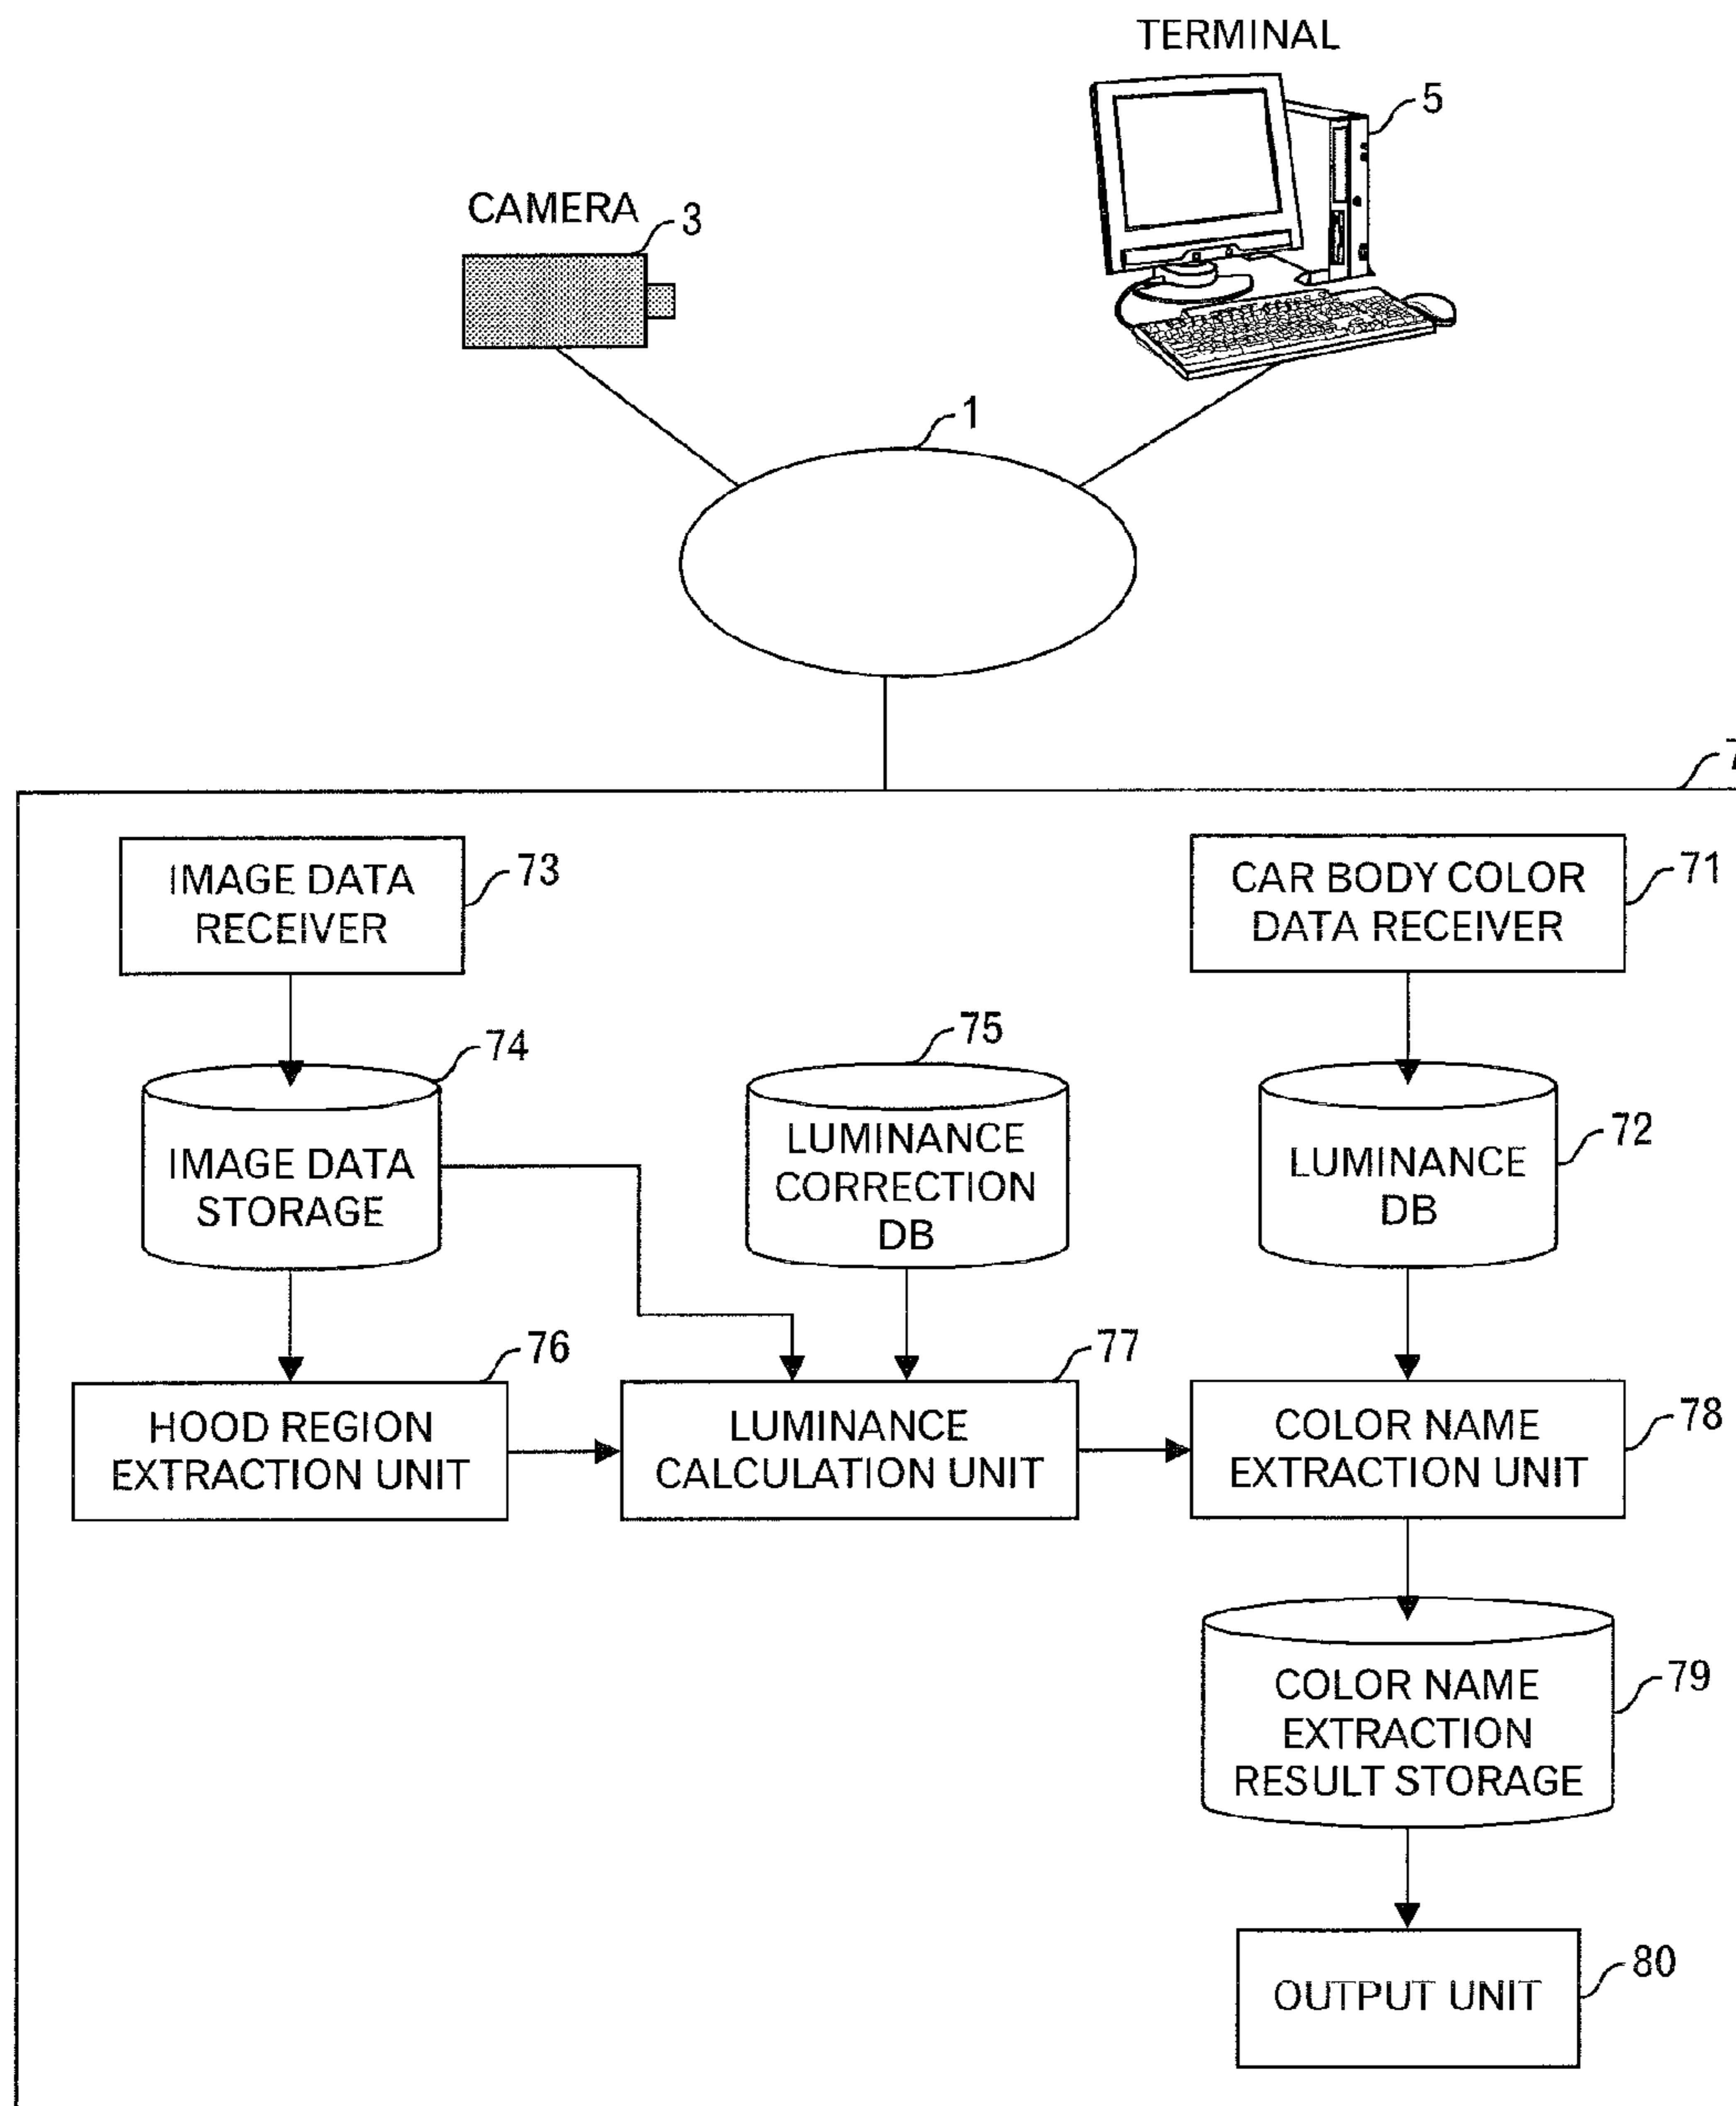 TERMINAL
5
CAMERA
3
1
7
IMAGE DATA
RECEIVER
73
CAR BODY COLOR
DATA RECEIVER
71
74
IMAGE DATA
STORAGE
75
LUMINANCE
CORRECTION
DB
72
LUMINANCE
DB
76
HOOD REGION
EXTRACTION UNIT
77
LUMINANCE
CALCULATION UNIT
78
COLOR NAME
EXTRACTION UNIT
79
COLOR NAME
EXTRACTION
RESULT STORAGE
80
OUTPUT UNIT